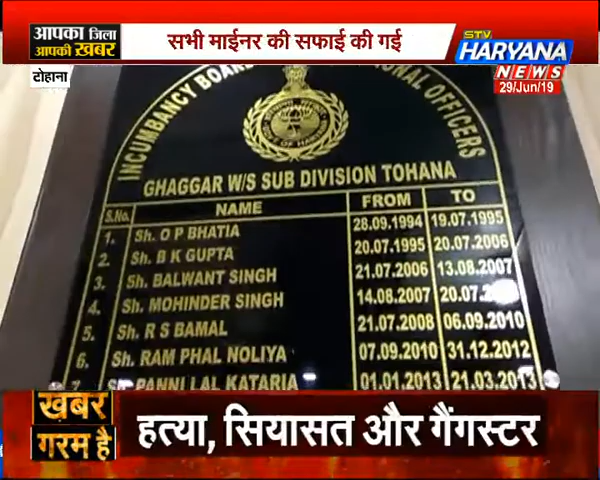 आपका ज़िला
आपकी ख़बर
सभी माईनर की सफाई की गई
STV
HARYANA
NEWS
29/Jun/19
टोहाना
INCUMBANCY BOARD OFFICERS
GHAGGAR W/S SUB DIVISION TOHANA
S.No. NAME FROM TO
1. Sh. O P BHATIA 28.09.1994 19.07.1995
2. Sh. B K GUPTA 20.07.1995 20.07.2006
3. Sh. BALWANT SINGH 21.07.2006 13.08.2007
4. Sh. MOHINDER SINGH 14.08.2007 20.07.
5. Sh. R S BAMAL 21.07.2008 06.09.2010
6. Sh. RAM PHAL NOLIYA 07.09.2010 31.12.2012
7. Sh. PANNI LAL KATARIA 01.01.2013 21.03.2013
ख़बर
गरम है
हत्या, सियासत और गैंगस्टर